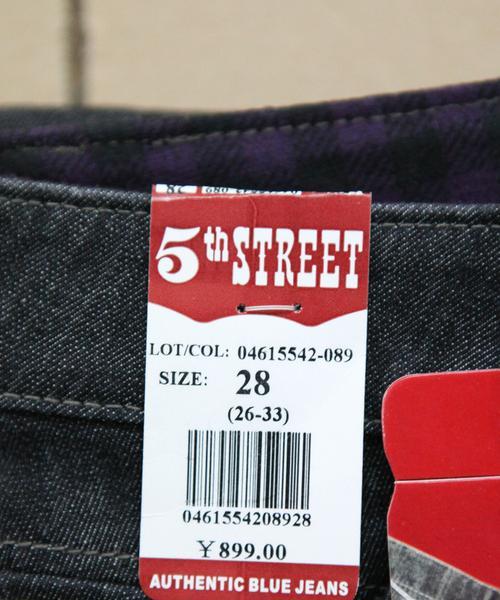 5th STREET
LOT/COL: 04615542-089
SIZE: 28
(26-33)
0461554208928
¥899.00
AUTHENTIC BLUE JEANS